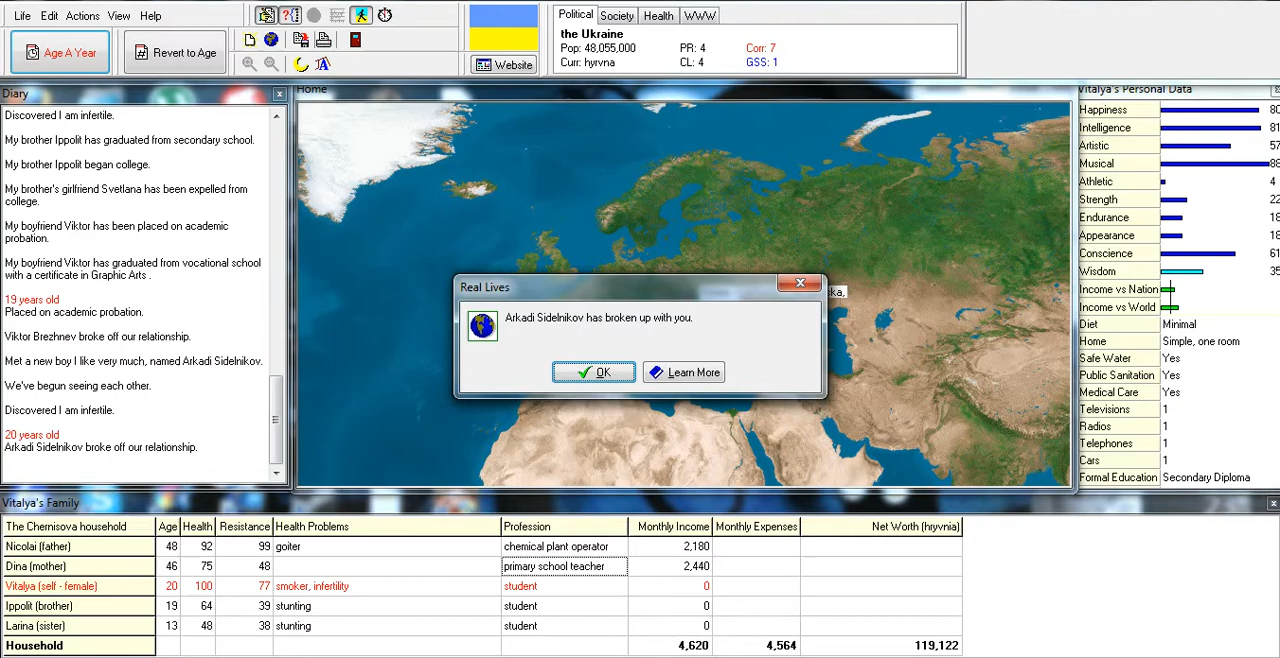 Life Edit Actions View Help
Age A Year
Revert to Age
Website
Political Society Health WWW
the Ukraine
Pop: 48,055,000 PR: 4 Corr: 7
Curr: hyrvna CL: 4 GSS: 1
Diary
Discovered I am infertile.
My brother Ippolit has graduated from secondary school.
My brother Ippolit began college.
My brother's girlfriend Svetlana has been expelled from
college.
My boyfriend Viktor has been placed on academic
probation.
My boyfriend Viktor has graduated from vocational school
with a certificate in Graphic Arts .
19 years old
Placed on academic probation.
Viktor Brezhnev broke off our relationship.
Met a new boy I like very much, named Arkadi Sidelnikov.
We've begun seeing each other.
Discovered I am infertile.
20 years old
Arkadi Sidelnikov broke off our relationship.
Home
ska,
Real Lives
Arkadi Sidelnikov has broken up with you.
OK Learn More
Vitalya's Personal Data
Happiness 80
Intelligence 81
Artistic 57
Musical 88
Athletic 4
Strength 22
Endurance 18
Appearance 18
Conscience 61
Wisdom 35
Income vs Nation
Income vs World
Diet Minimal
Home Simple, one room
Safe Water Yes
Public Sanitation Yes
Medical Care Yes
Televisions 1
Radios 1
Telephones 1
Cars 1
Formal Education Secondary Diploma
Vitalya's Family
The Chernisova household Age Health Resistance Health Problems Profession Monthly Income Monthly Expenses Net Worth (hryvnia)
Nicolai (father) 48 92 99 goiter chemical plant operator 2,180
Dina (mother) 46 75 48 primary school teacher 2,440
Vitalya (self - female) 20 100 77 smoker, infertility student 0
Ippolit (brother) 19 64 39 stunting student 0
Larina (sister) 13 48 38 stunting student 0
Household 4,620 4,564 119,122